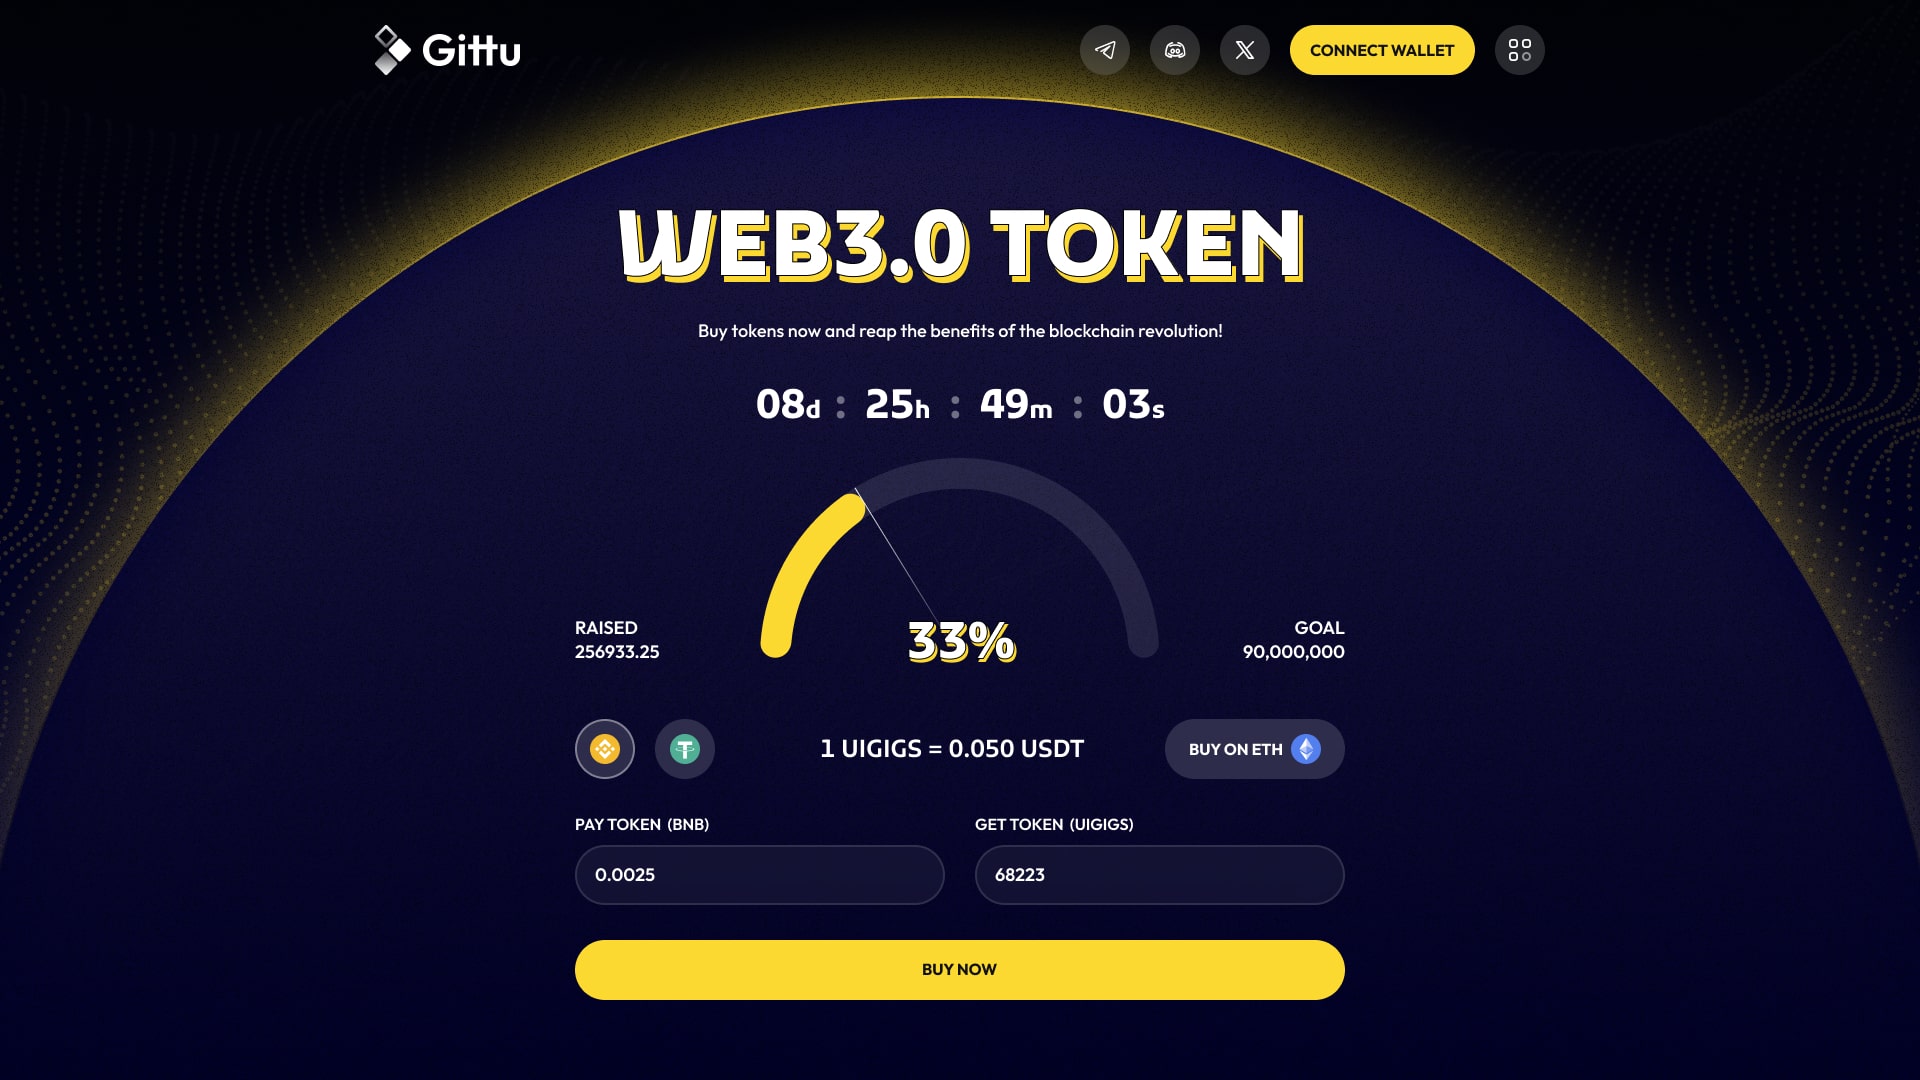 Gittu
CONNECT WALLET
WEB3.0 TOKEN
Buy tokens now and reap the benefits of the blockchain revolution!
08d : 25h : 49m : 03s
33%
RAISED
256933.25
GOAL
90,000,000
1 UIGIGS = 0.050 USDT
BUY ON ETH
PAY TOKEN (BNB)
0.0025
GET TOKEN (UIGIGS)
68223
BUY NOW